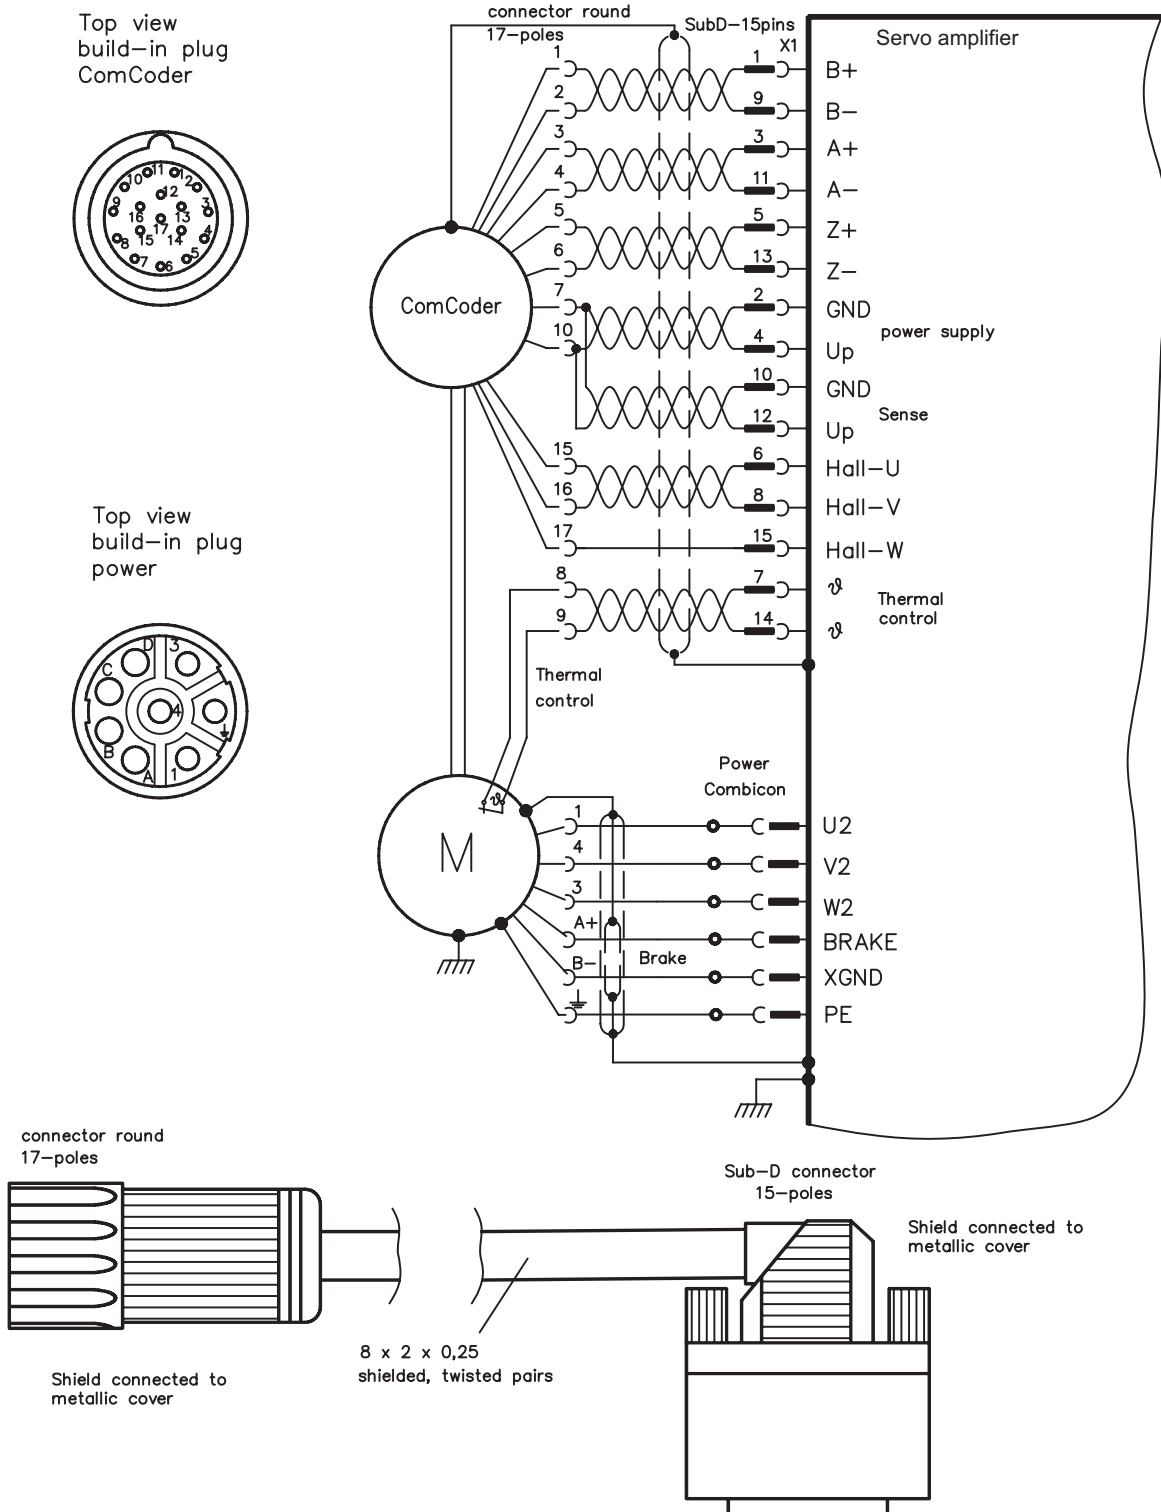 Top view
build-in plug
ComCoder
connector round
17-poles
SubD-15pins
X1
Servo amplifier
1 1 B+
2 9 B-
3 3 A+
4 11 A-
5 5 Z+
6 13 Z-
7 2 GND
power supply
10 4 Up
10 GND
Sense
12 Up
15 6 Hall-U
16 8 Hall-V
17 15 Hall-W
8 7 ϑ
Thermal
control
9 14 ϑ
ComCoder
1
2
3
4
5
6
7
8
9
10
11
12
13
14
15
16
17
Top view
build-in plug
power
D
3
C
4
B
A
1
Thermal
control
ϑ
M
Power
Combicon
1 U2
4 V2
3 W2
A+ BRAKE
Brake
B- XGND
PE
connector round
17-poles
Shield connected to
metallic cover
8 x 2 x 0,25
shielded, twisted pairs
Sub-D connector
15-poles
Shield connected to
metallic cover